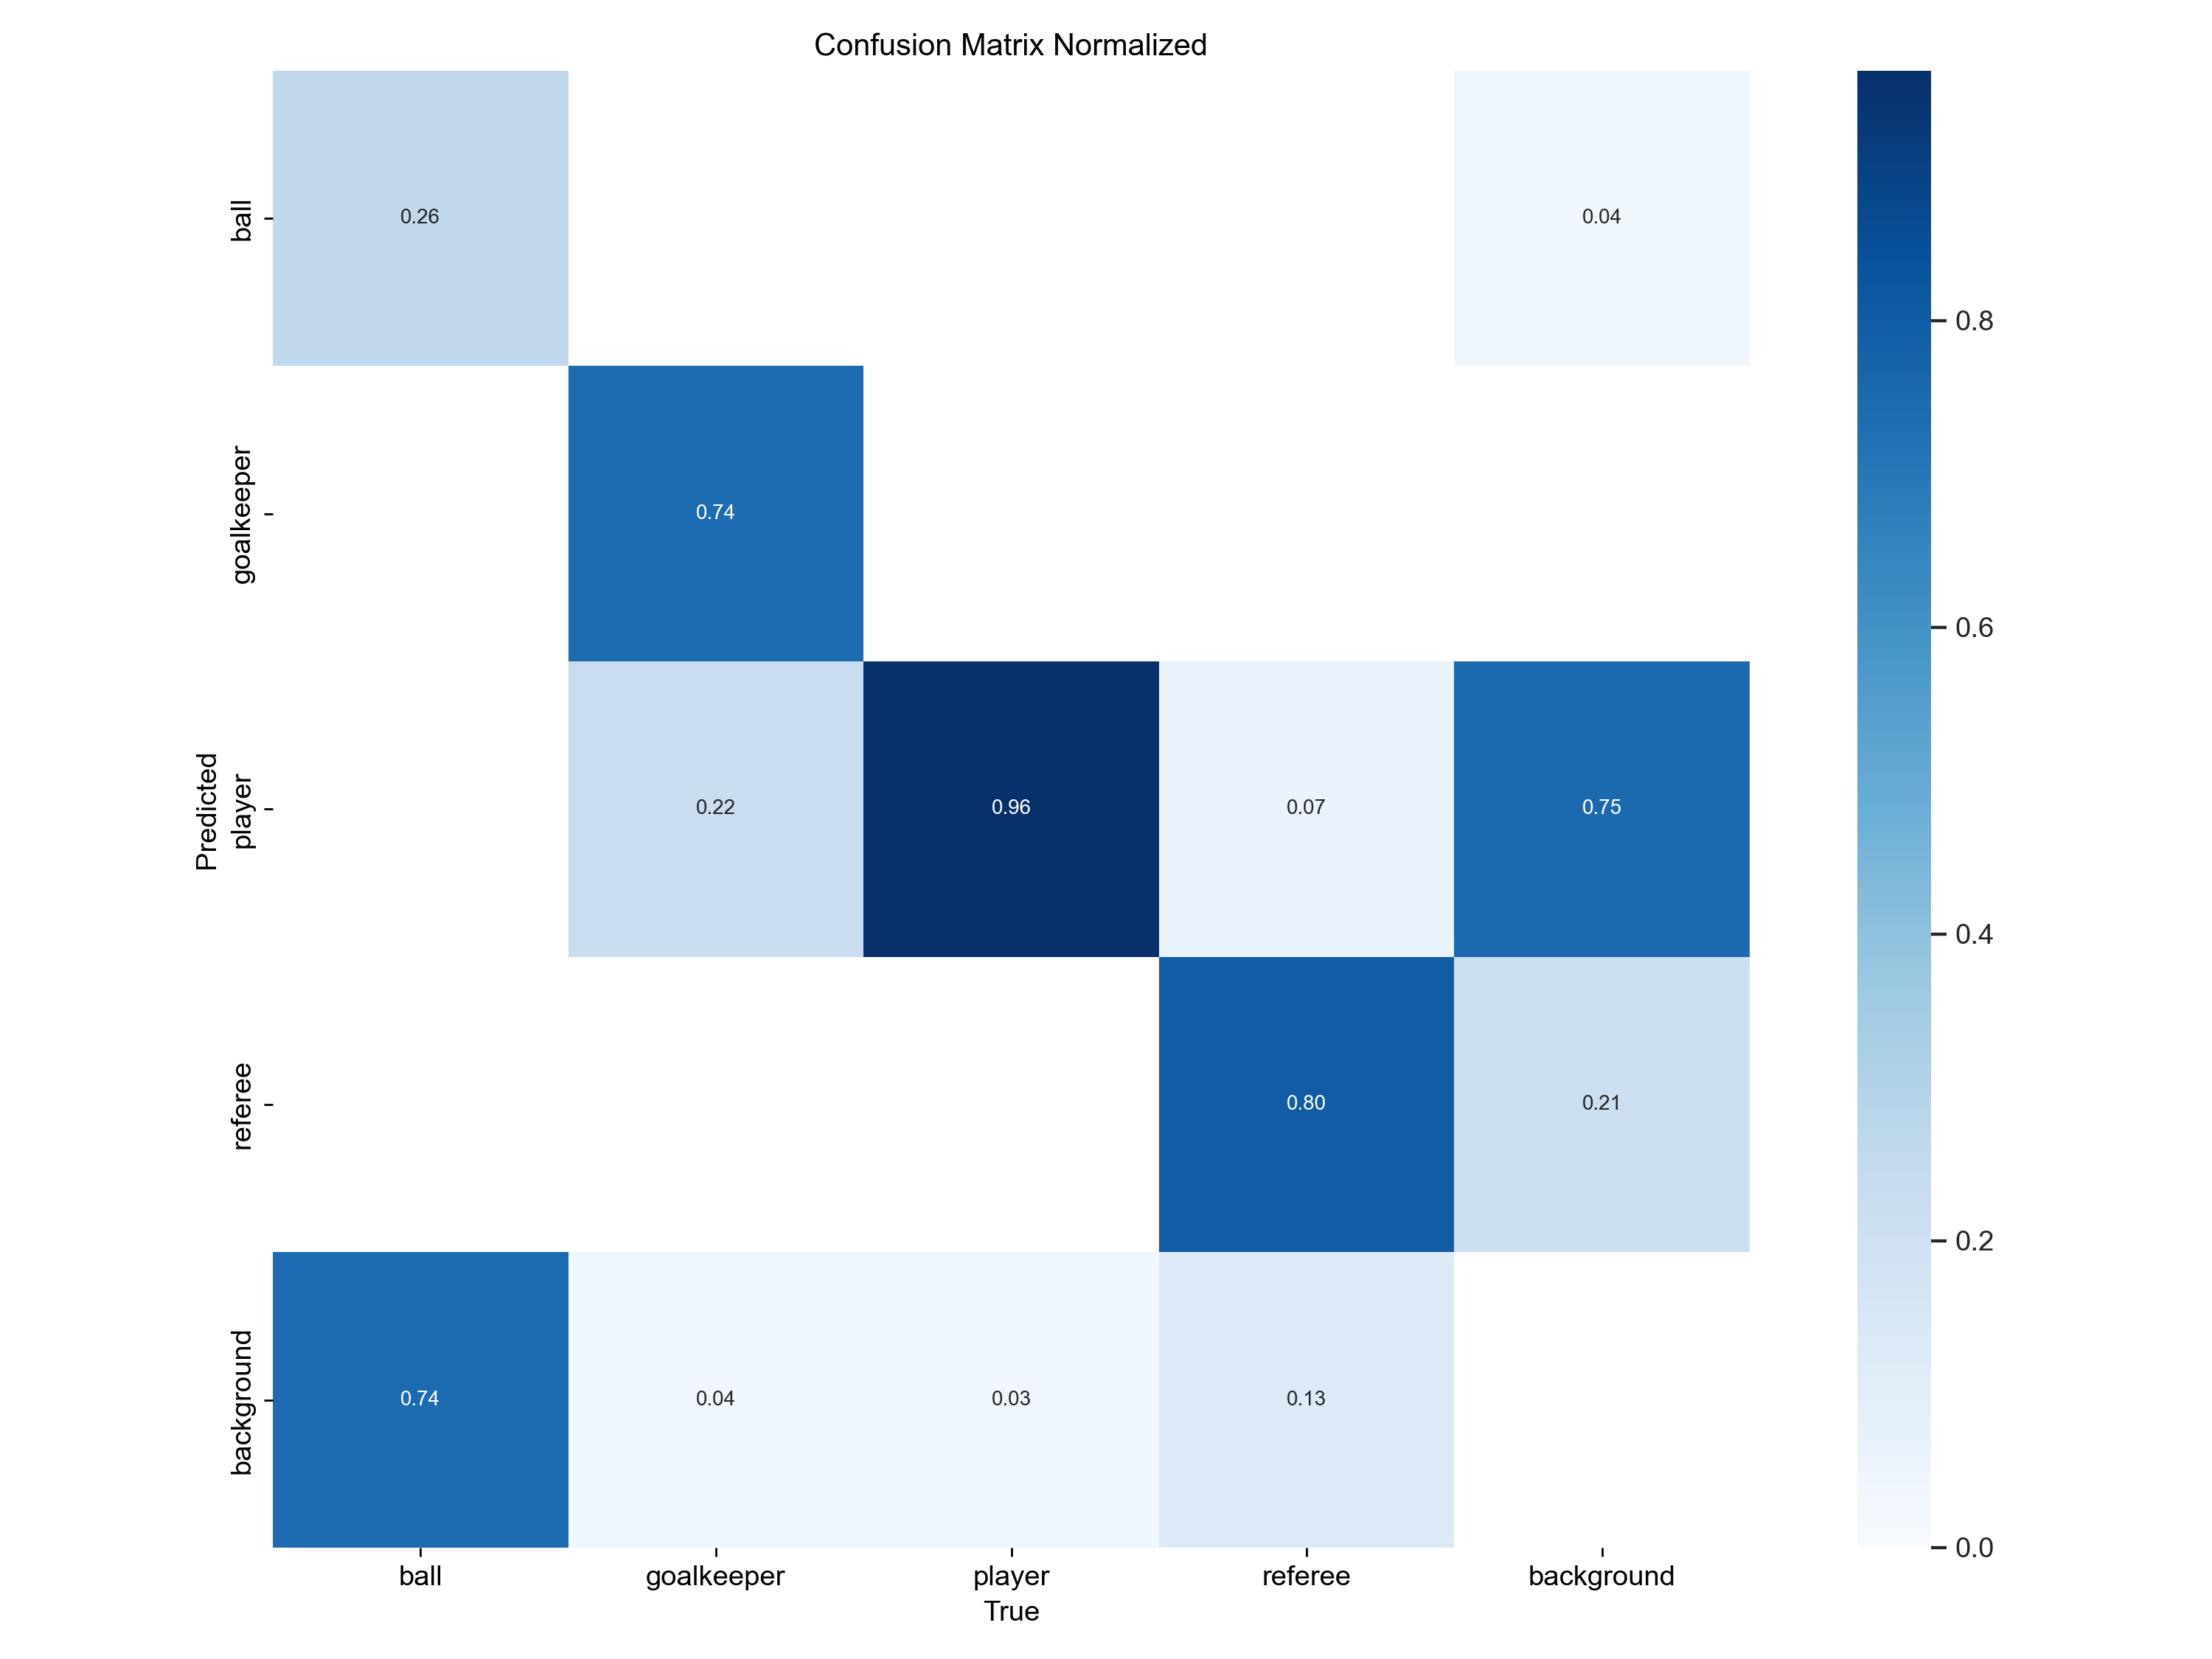 Confusion Matrix Normalized
ball
0.26
0.04
0.8
goalkeeper
0.74
0.6
Predicted
player
0.22
0.96
0.07
0.75
0.4
referee
0.80
0.21
0.2
background
0.74
0.04
0.03
0.13
0.0
ball
goalkeeper
player
referee
background
True